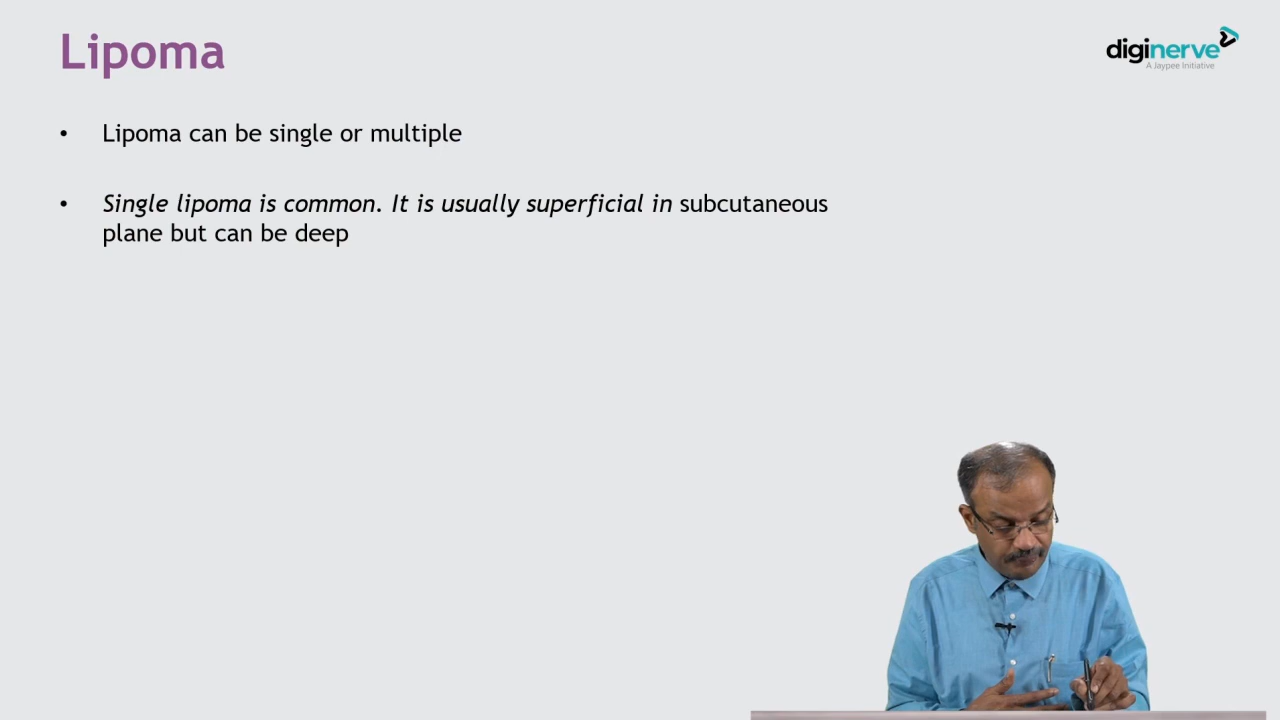 Lipoma
diginerve
A Jaypee Initiative
• Lipoma can be single or multiple
• Single lipoma is common. It is usually superficial in subcutaneous
plane but can be deep